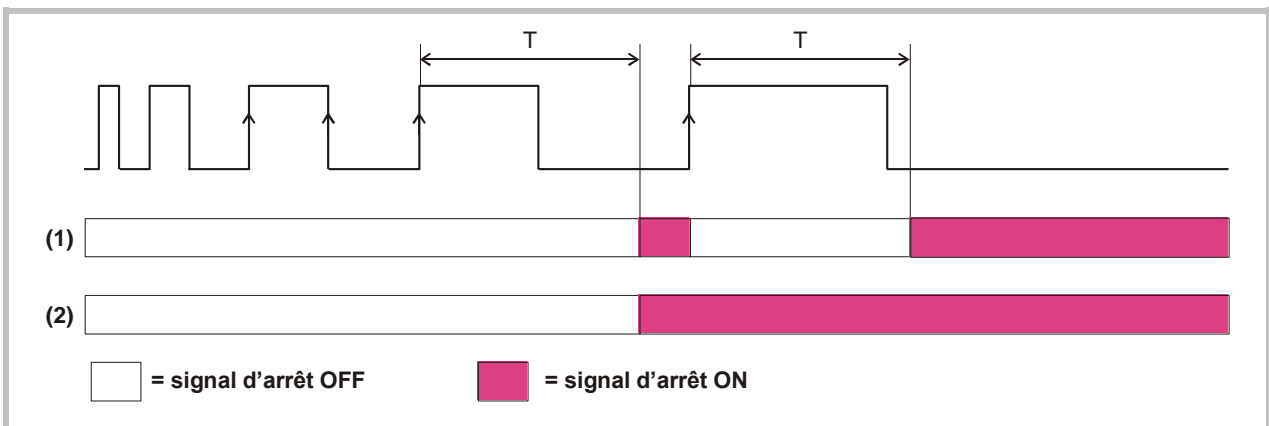 T T
(1)
(2)
= signal d'arrêt OFF = signal d'arrêt ON